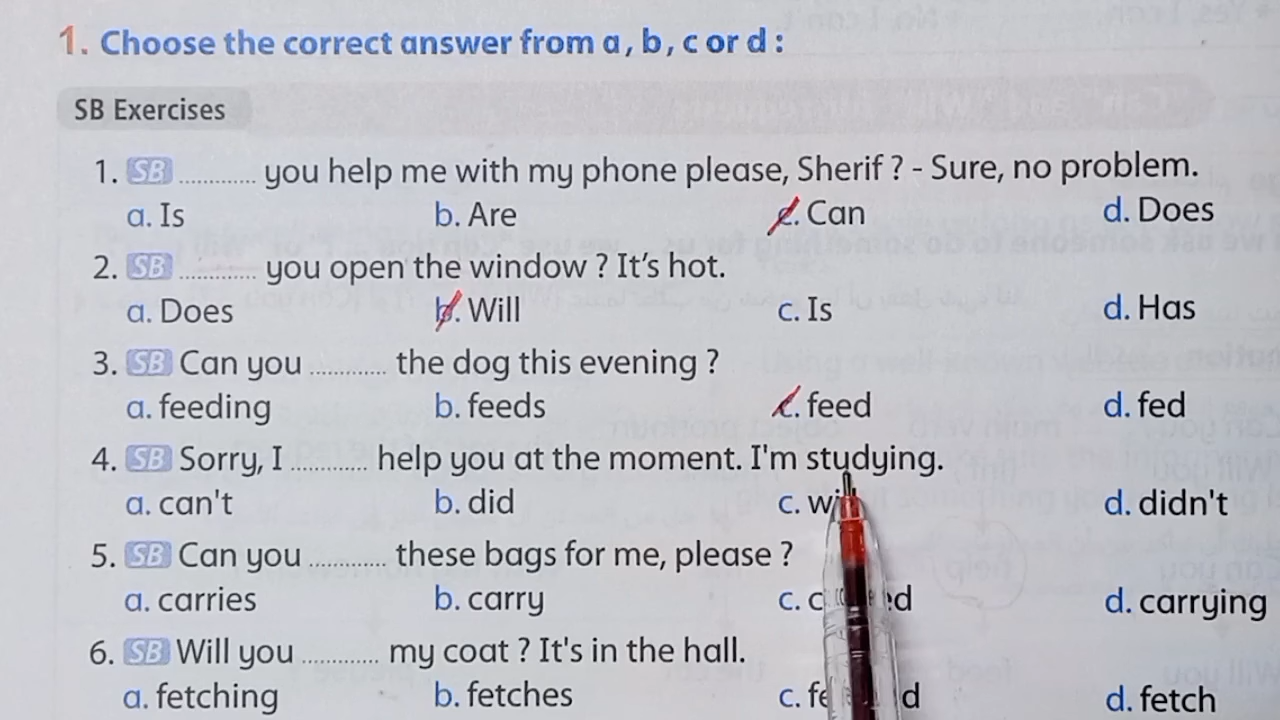 1. Choose the correct answer from a, b, c or d :
SB Exercises
1. SB ............ you help me with my phone please, Sherif ? - Sure, no problem.
a. Is b. Are c. Can d. Does
2. SB ............ you open the window ? It's hot.
a. Does b. Will c. Is d. Has
3. SB Can you ............ the dog this evening ?
a. feeding b. feeds c. feed d. fed
4. SB Sorry, I ............ help you at the moment. I'm studying.
a. can't b. did c. d. didn't
5. SB Can you ............ these bags for me, please ?
a. carries b. carry c. d. carrying
6. SB Will you ............ my coat ? It's in the hall.
a. fetching b. fetches c. d. fetch